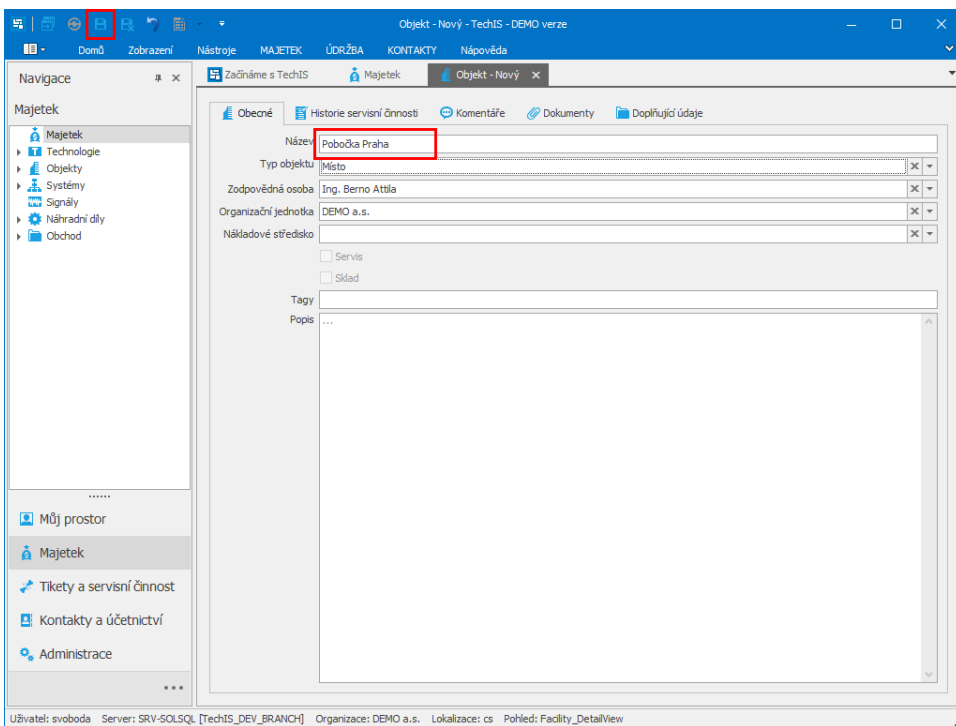 Objekt - Nový - TechIS - DEMO verze
Domů Zobrazení Nástroje MAJETEK ÚDRŽBA KONTAKTY Nápověda
Navigace
Začínáme s TechIS Majetek Objekt - Nový
Majetek
Majetek
Technologie
Objekty
Systémy
Signály
Náhradní díly
Obchod
Obecné Historie servisní činnosti Komentáře Dokumenty Doplňující údaje
Název Pobočka Praha
Typ objektu Místo
Zodpovědná osoba Ing. Berno Attila
Organizační jednotka DEMO a.s.
Nákladové středisko
Servis
Sklad
Tagy
Popis ...
Můj prostor
Majetek
Tikety a servisní činnost
Kontakty a účetnictví
Administrace
Uživatel: svoboda Server: SRV-SOLSQL [TechIS_DEV_BRANCH] Organizace: DEMO a.s. Lokalizace: cs Pohled: Facility_DetailView